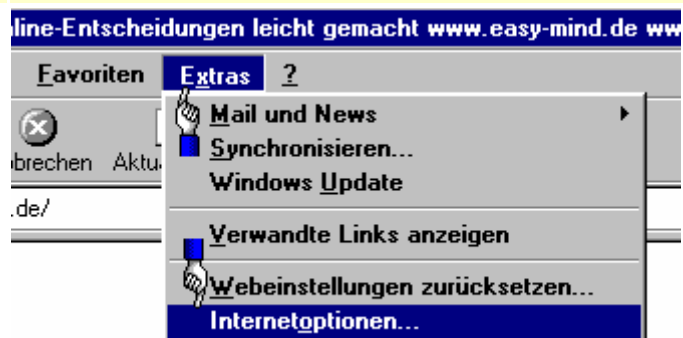 line-Entscheidungen leicht gemacht www.easy-mind.de ww
Favoriten Extras ?
Mail und News
brechen Aktu
Synchronisieren...
Windows Update
.de/
Verwandte Links anzeigen
Webeinstellungen zurücksetzen...
Internetoptionen...